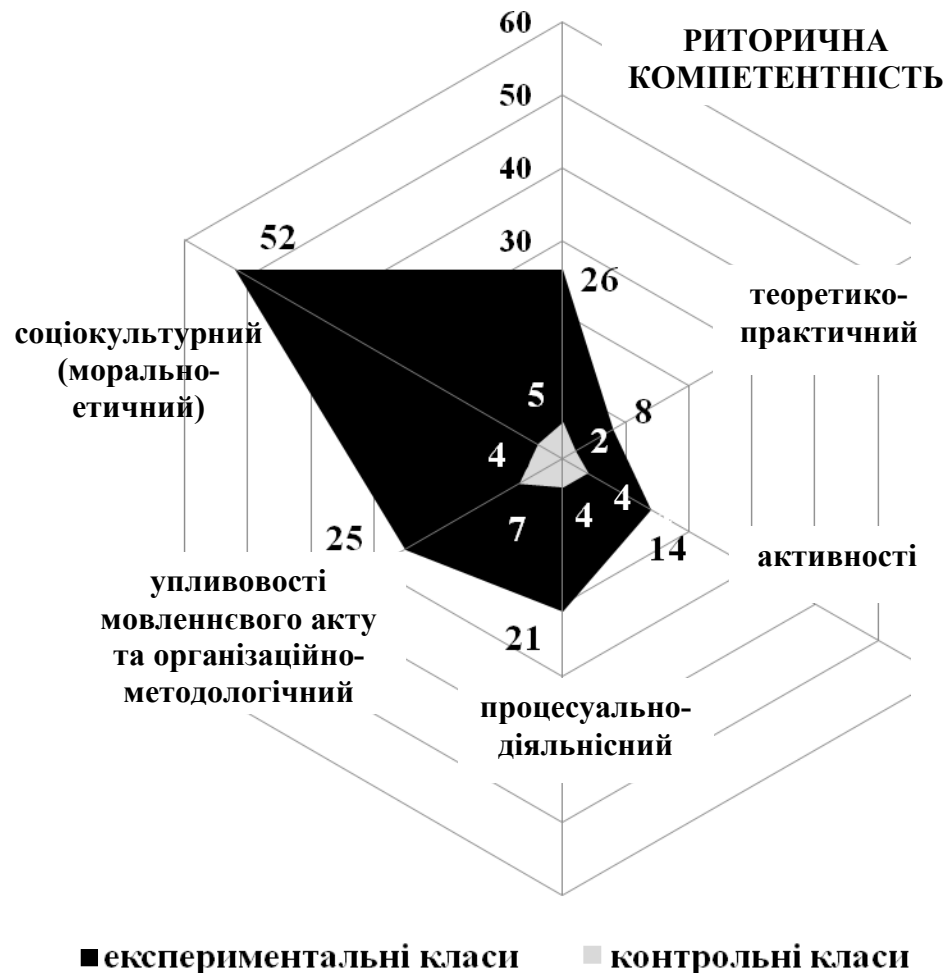 60
РИТОРИЧНА
КОМПЕТЕНТНІСТЬ
50
40
30
52
26
теоретико-
практичний
соціокультурний
(морально-
етичний)
5
8
2
4
4
7
4
14
25
активності
упливовості
мовленнєвого акту
та організаційно-
методологічний
21
процесуально-
діяльнісний
експериментальні класи
контрольні класи